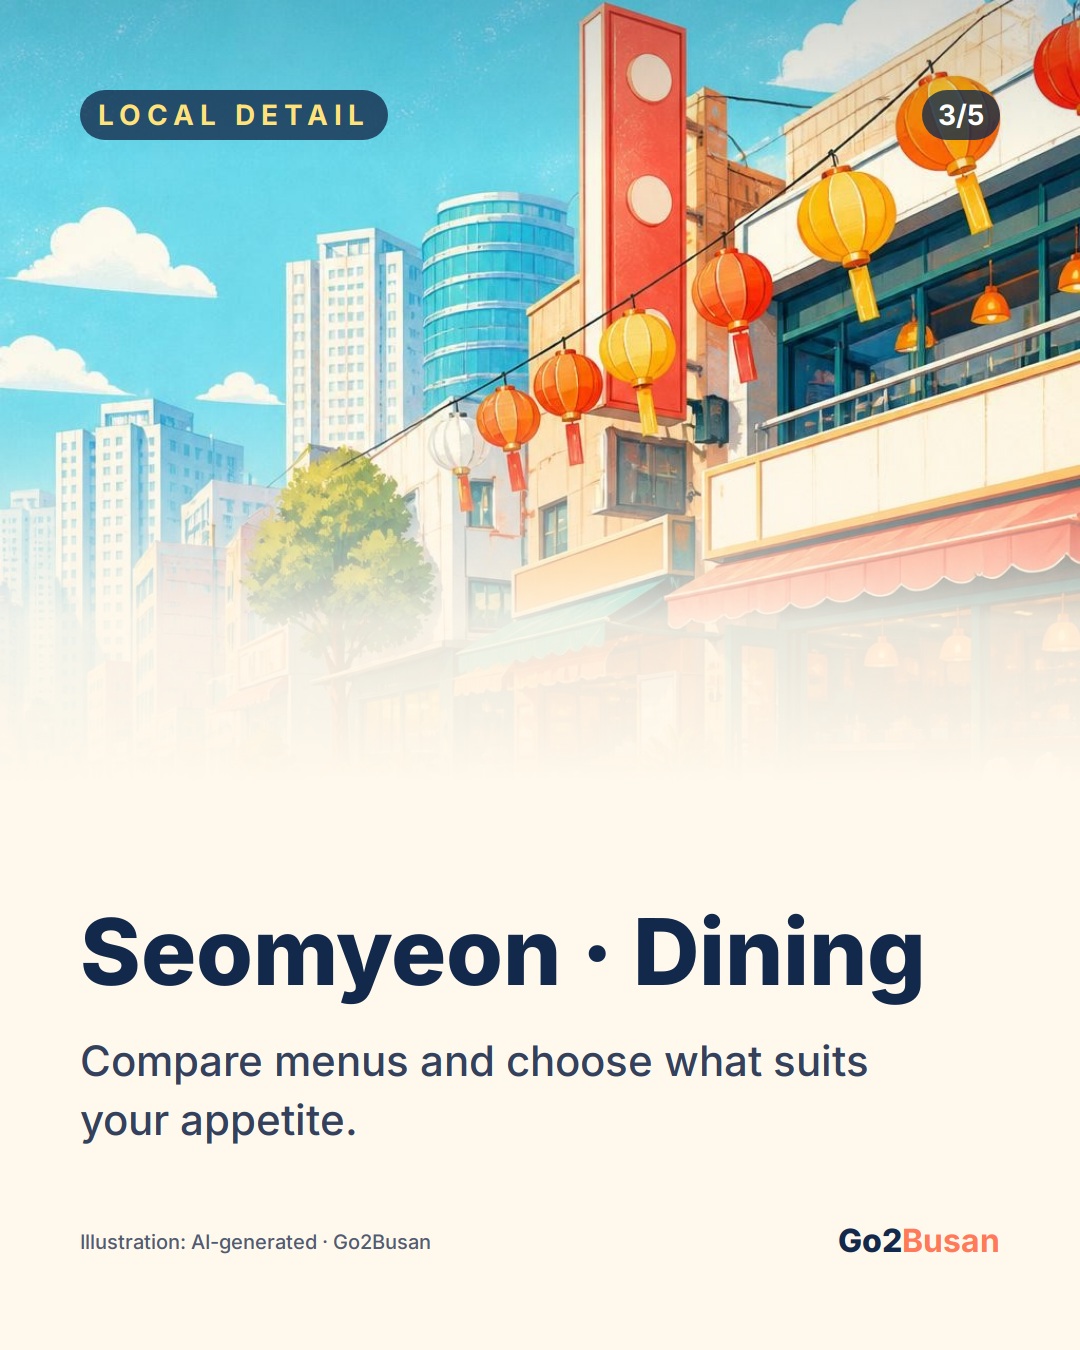 LOCAL DETAIL
3/5
Seomyeon · Dining
Compare menus and choose what suits
your appetite.
Illustration: AI-generated · Go2Busan
Go2Busan